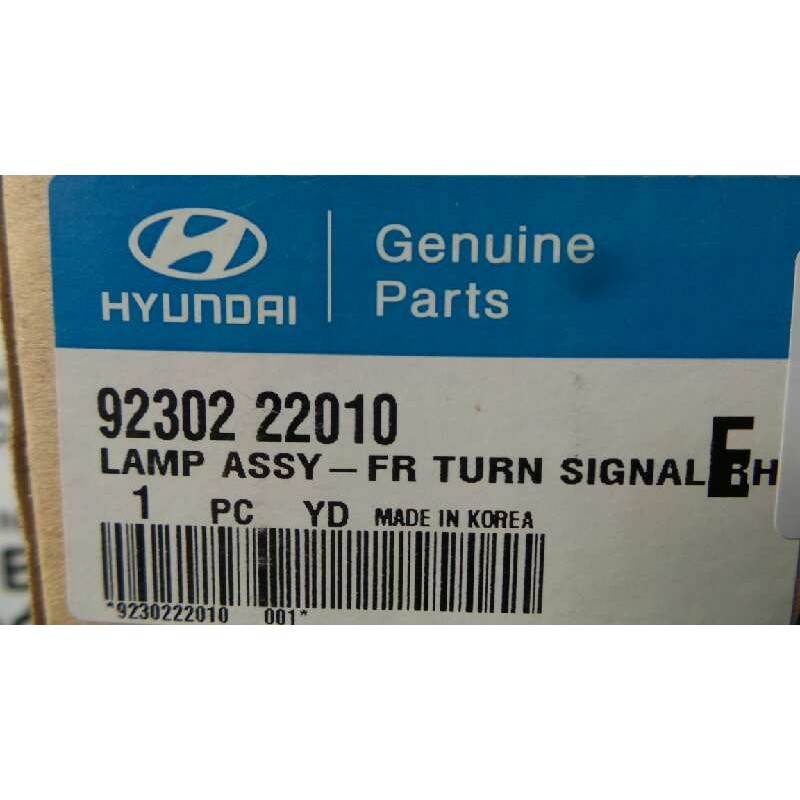 HYUNDAI
Genuine
Parts
92302 22010
LAMP ASSY - FR TURN SIGNAL RH
E
1 PC YD MADE IN KOREA
*9230222010 001*
E